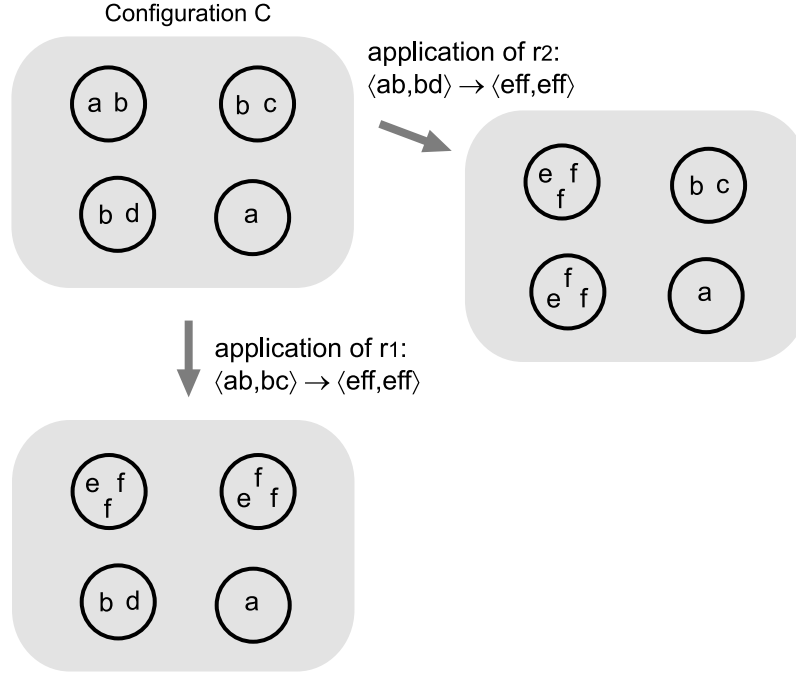 Configuration C
a b
b c
b d
a
application of r2:
⟨ab,bd⟩ → ⟨eff,eff⟩
e f
f
b c
f
e f
a
application of r1:
⟨ab,bc⟩ → ⟨eff,eff⟩
e f
f
f
e f
b d
a